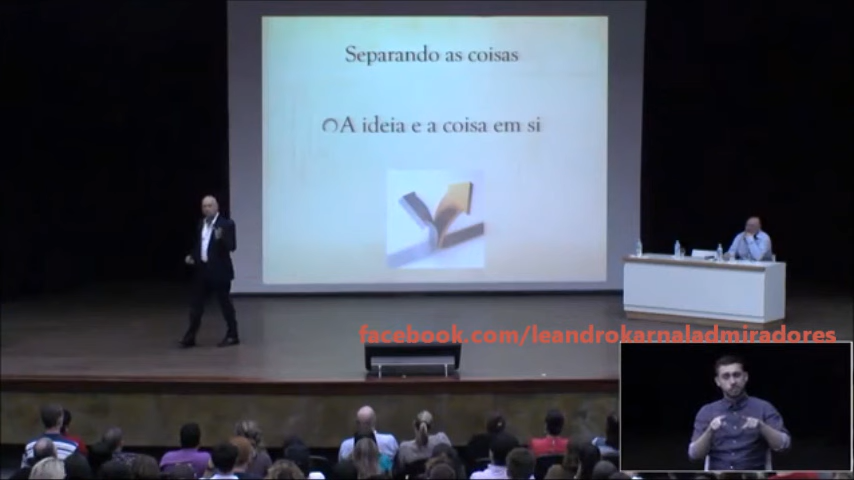 Separando as coisas
A ideia e a coisa em si
facebook.com/leandrokarnaladmiradores